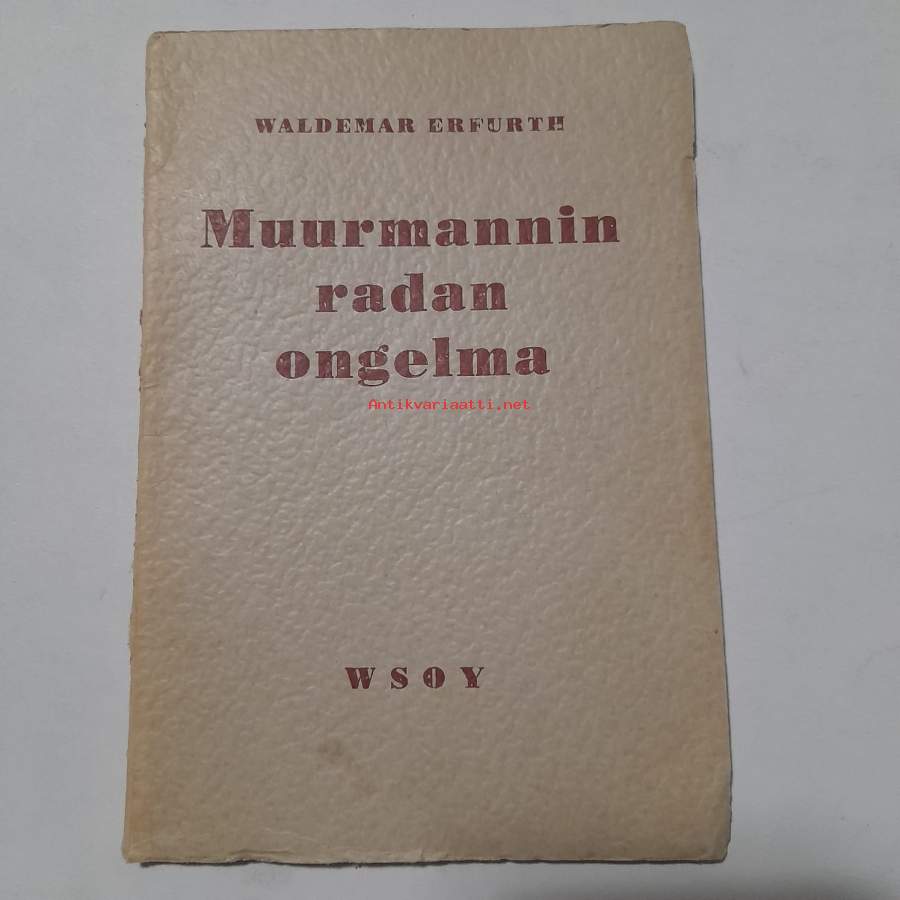 WALDEMAR ERFURTH
Muurmannin
radan
ongelma
Antikvariaatti.net
WSOY